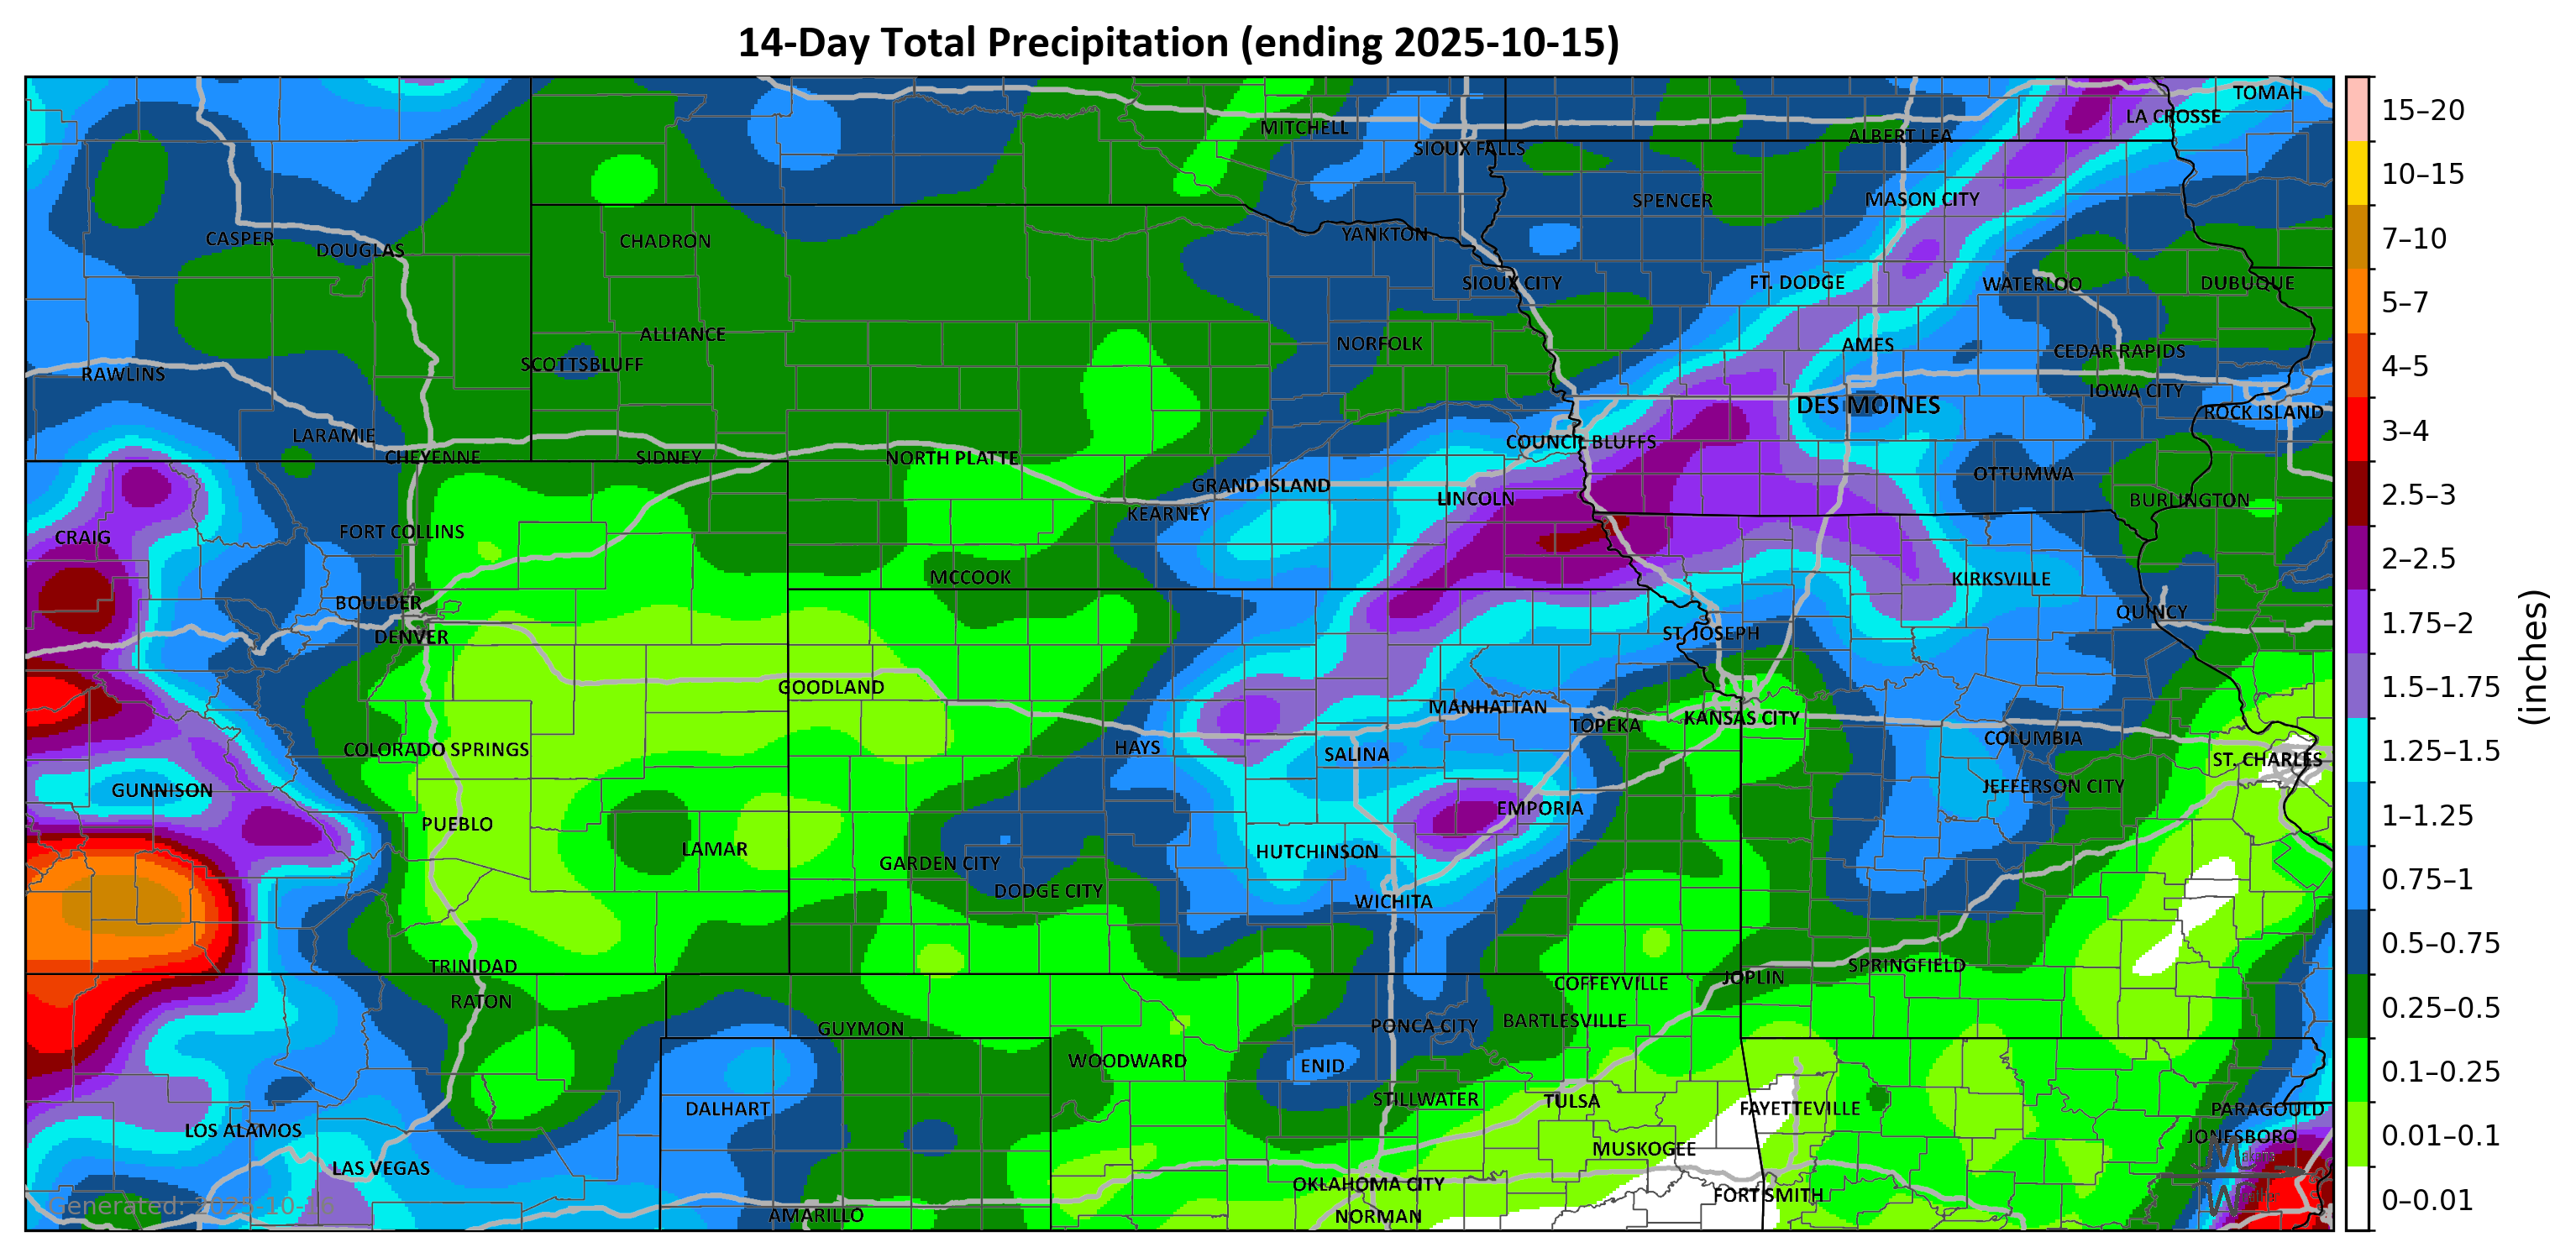 14-Day Total Precipitation (ending 2025-10-15)
TOMAH
LA CROSSE
MITCHELL
ALBERT LEA
SIOUX FALLS
SPENCER
MASON CITY
YANKTON
CASPER
DOUGLAS
CHADRON
SIOUX CITY
FT. DODGE
WATERLOO
DUBUQUE
ALLIANCE
NORFOLK
AMES
CEDAR RAPIDS
SCOTTSBLUFF
RAWLINS
IOWA CITY
DES MOINES
ROCK ISLAND
LARAMIE
COUNCIL BLUFFS
CHEYENNE
SIDNEY
NORTH PLATTE
OTTUMWA
GRAND ISLAND
LINCOLN
BURLINGTON
KEARNEY
FORT COLLINS
CRAIG
MCCOOK
KIRKSVILLE
BOULDER
QUINCY
DENVER
ST. JOSEPH
GOODLAND
MANHATTAN
KANSAS CITY
TOPEKA
COLUMBIA
COLORADO SPRINGS
HAYS
SALINA
ST. CHARLES
GUNNISON
JEFFERSON CITY
EMPORIA
PUEBLO
LAMAR
HUTCHINSON
GARDEN CITY
DODGE CITY
WICHITA
TRINIDAD
SPRINGFIELD
JOPLIN
COFFEYVILLE
RATON
GUYMON
PONCA CITY
BARTLESVILLE
WOODWARD
ENID
STILLWATER
TULSA
DALHART
FAYETTEVILLE
PARAGOULD
LOS ALAMOS
JONESBORO
MUSKOGEE
LAS VEGAS
OKLAHOMA CITY
FORT SMITH
AMARILLO
NORMAN
Generated: 2025-10-16
15–20
10–15
7–10
5–7
4–5
3–4
2.5–3
2–2.5
1.75–2
1.5–1.75
1.25–1.5
1–1.25
0.75–1
0.5–0.75
0.25–0.5
0.1–0.25
0.01–0.1
0–0.01
(inches)